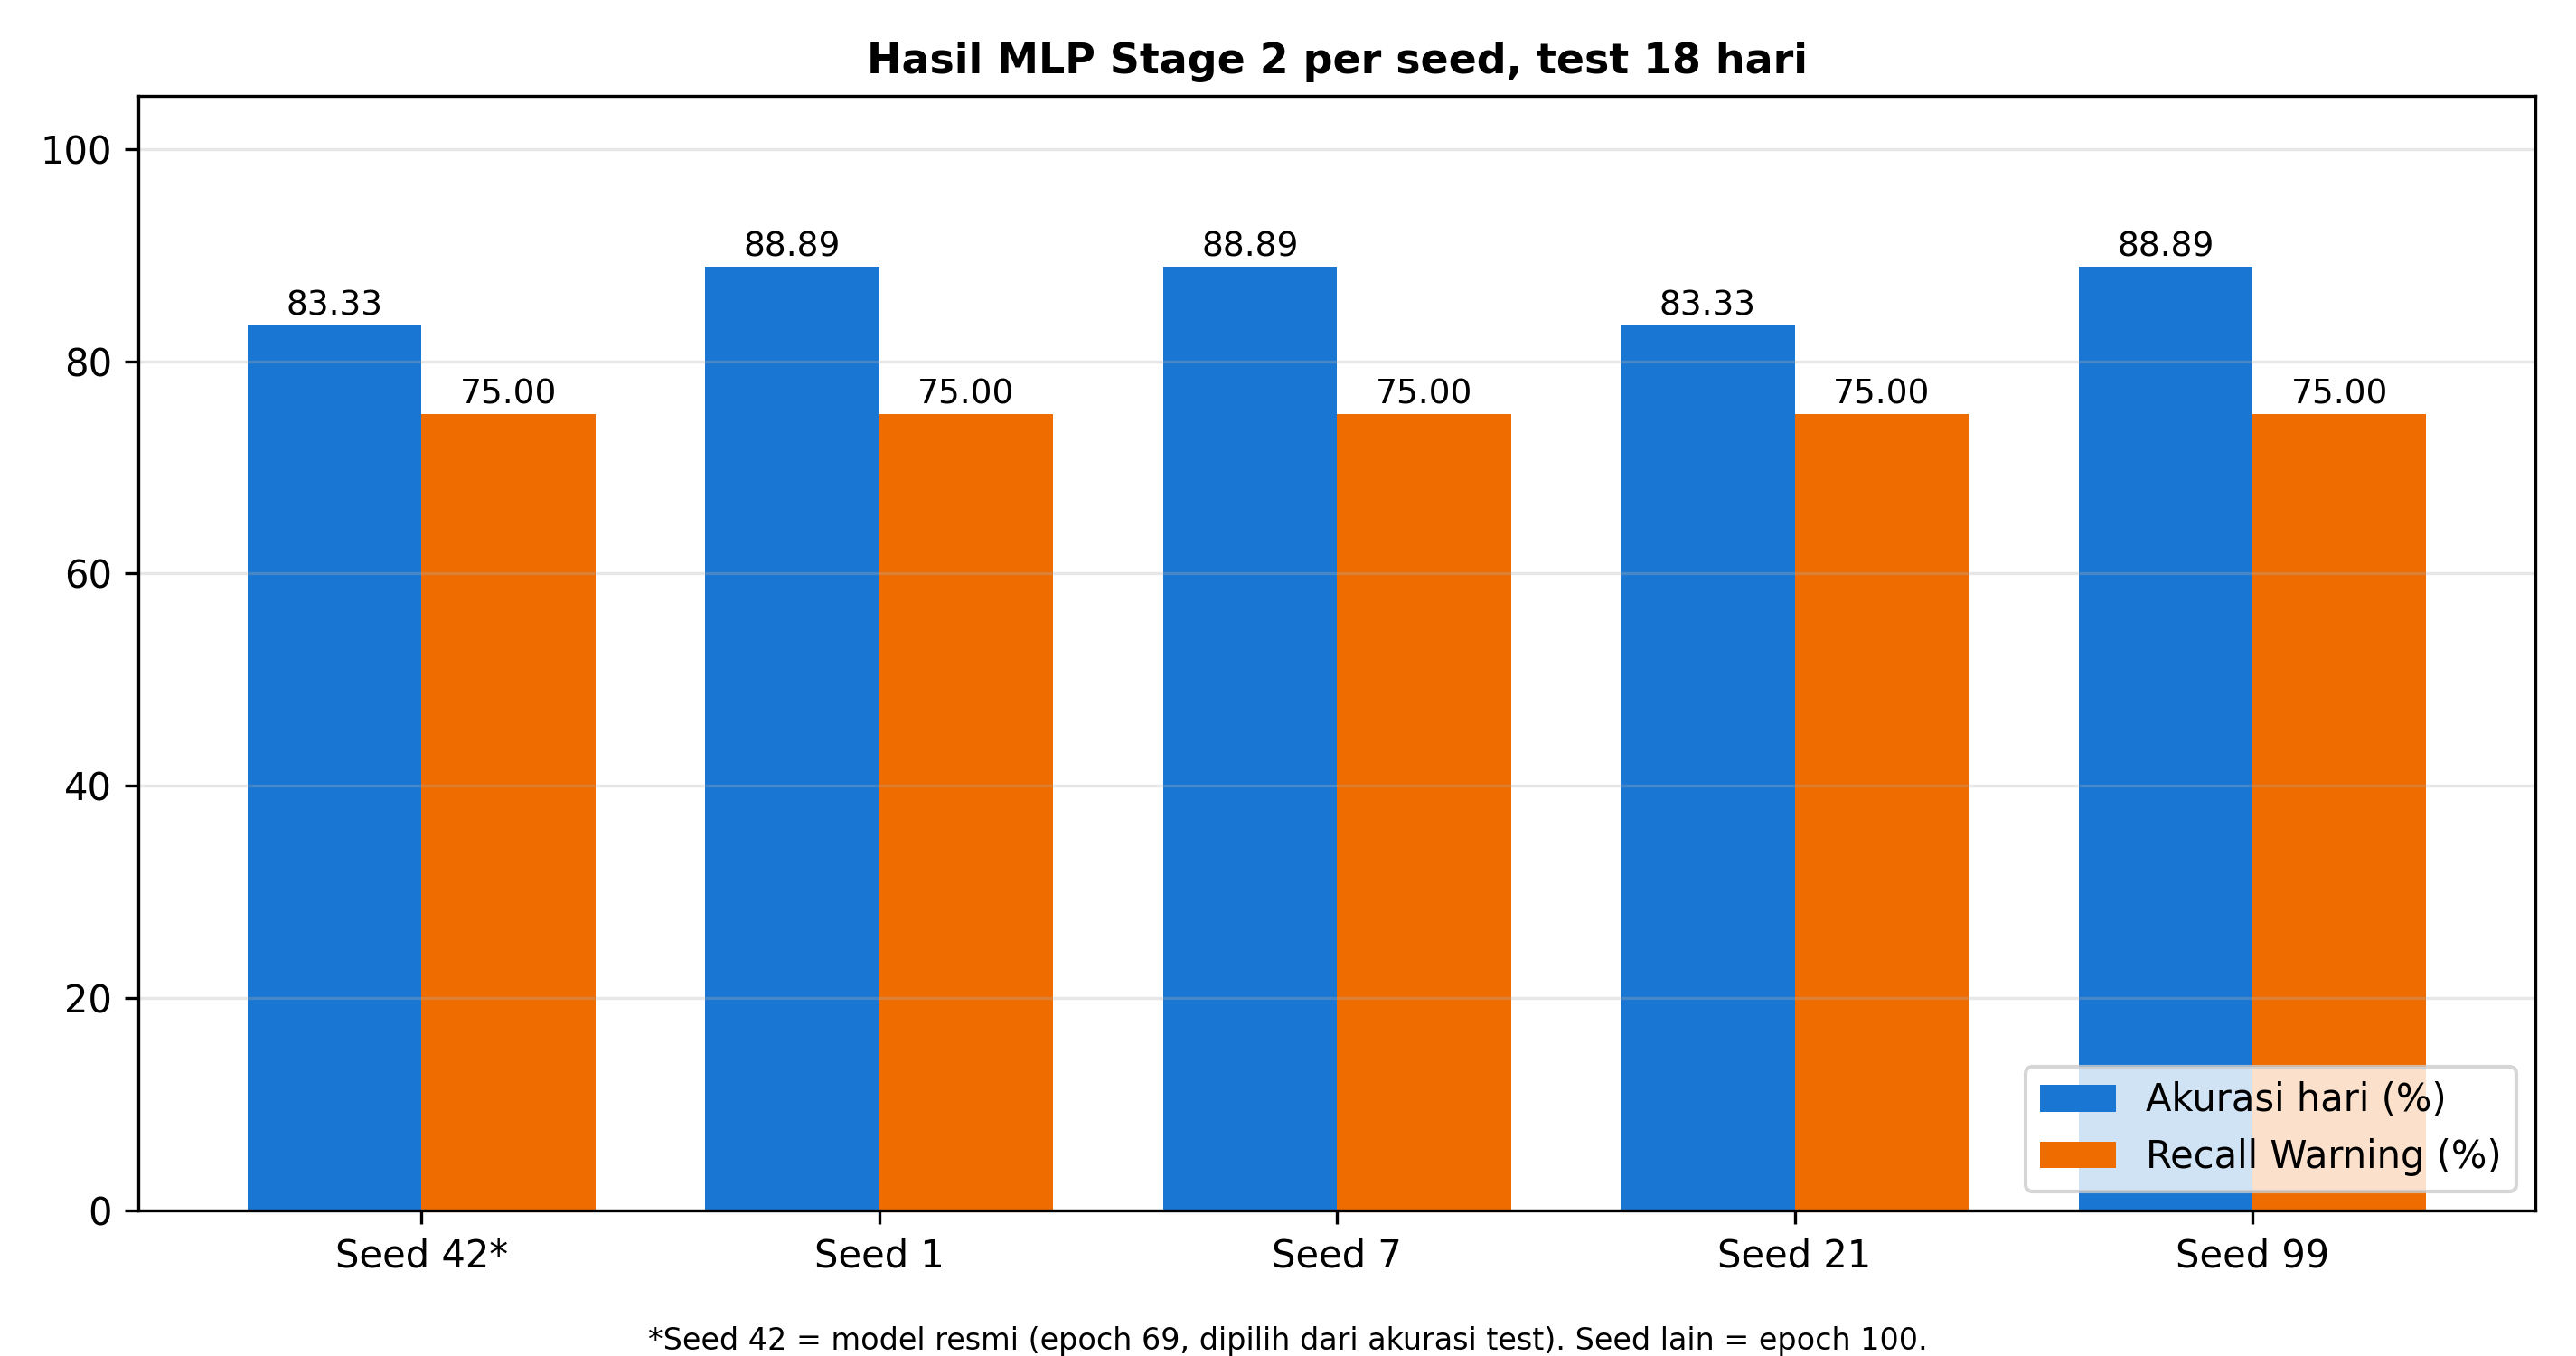 Hasil MLP Stage 2 per seed, test 18 hari
100
80
60
40
20
0
83.33
75.00
88.89
75.00
88.89
75.00
83.33
75.00
88.89
75.00
Akurasi hari (%)
Recall Warning (%)
Seed 42*
Seed 1
Seed 7
Seed 21
Seed 99
*Seed 42 = model resmi (epoch 69, dipilih dari akurasi test). Seed lain = epoch 100.